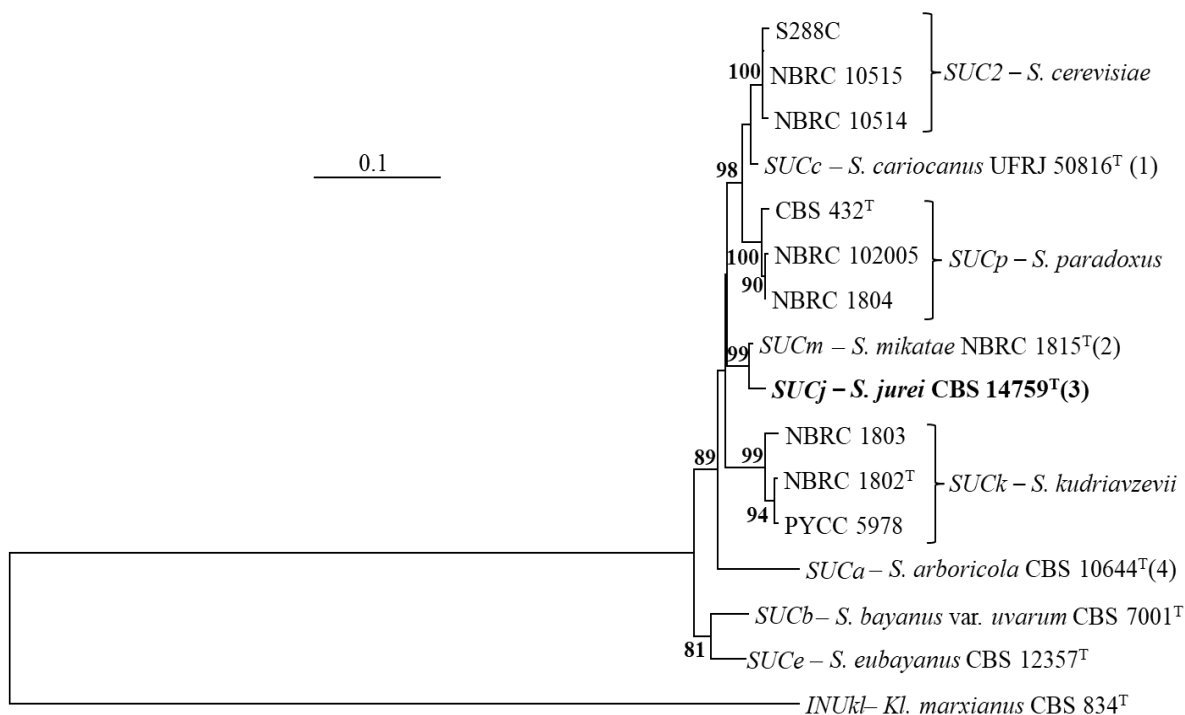 S288C
100
NBRC 10515
SUC2 – S. cerevisiae
NBRC 10514
0.1
98
SUCc – S. cariocanus UFRJ 50816ᵀ (1)
CBS 432ᵀ
100
NBRC 102005
SUCp – S. paradoxus
90
NBRC 1804
99
SUCm – S. mikatae NBRC 1815ᵀ(2)
SUCj – S. jurei CBS 14759ᵀ(3)
NBRC 1803
89
99
NBRC 1802ᵀ
SUCk – S. kudriavzevii
94
PYCC 5978
SUCa – S. arboricola CBS 10644ᵀ(4)
SUCb – S. bayanus var. uvarum CBS 7001ᵀ
81
SUCe – S. eubayanus CBS 12357ᵀ
INUkl – Kl. marxianus CBS 834ᵀ